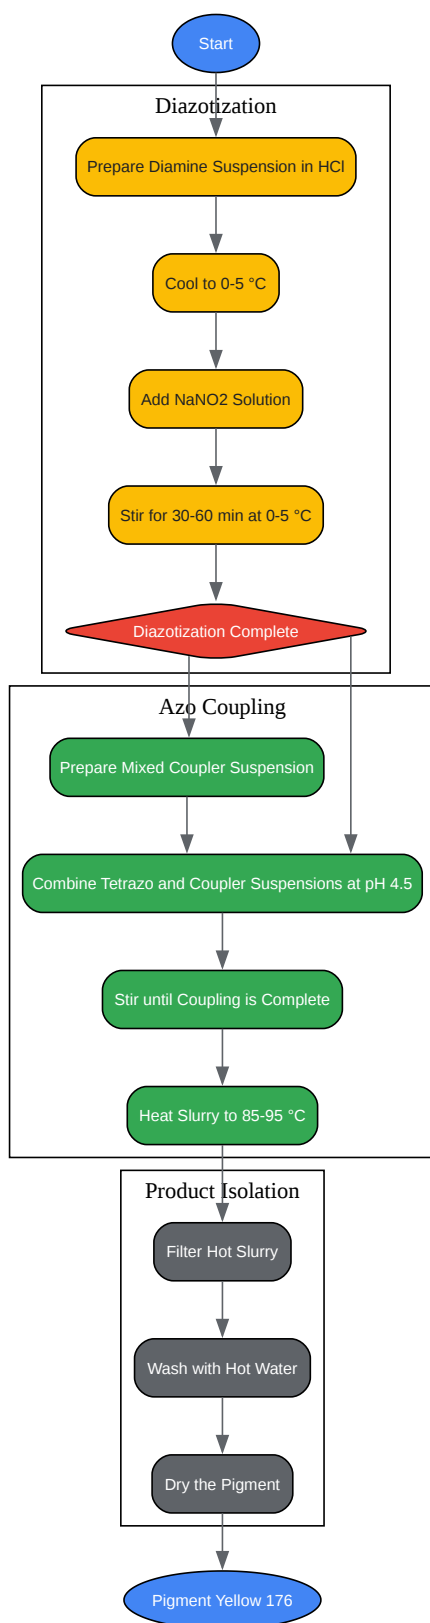 Start
Diazotization
Prepare Diamine Suspension in HCl
Cool to 0-5 °C
Add NaNO2 Solution
Stir for 30-60 min at 0-5 °C
Diazotization Complete
Azo Coupling
Prepare Mixed Coupler Suspension
Combine Tetrazo and Coupler Suspensions at pH 4.5
Stir until Coupling is Complete
Heat Slurry to 85-95 °C
Product Isolation
Filter Hot Slurry
Wash with Hot Water
Dry the Pigment
Pigment Yellow 176